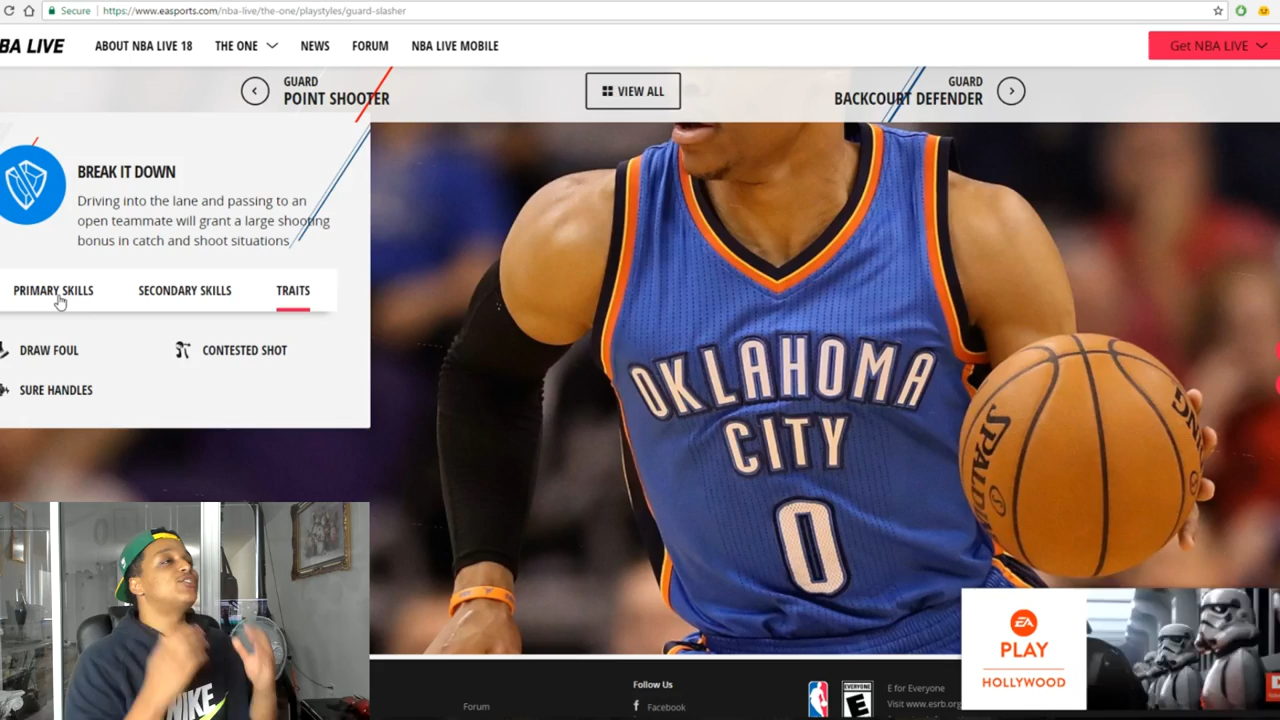 Secure https://www.easports.com/nba-live/the-one/playstyles/guard-slasher
BA LIVE ABOUT NBA LIVE 18 THE ONE NEWS FORUM NBA LIVE MOBILE Get NBA LIVE
GUARD
POINT SHOOTER
VIEW ALL
GUARD
BACKCOURT DEFENDER
BREAK IT DOWN
Driving into the lane and passing to an
open teammate will grant a large shooting
bonus in catch and shoot situations
PRIMARY SKILLS SECONDARY SKILLS TRAITS
DRAW FOUL CONTESTED SHOT
SURE HANDLES
OKLAHOMA
CITY
0
SPALDING
NIKE
EA
PLAY
HOLLYWOOD
Forum
Follow Us
Facebook
EVERYONE
E
E for Everyone
Visit www.esrb.org